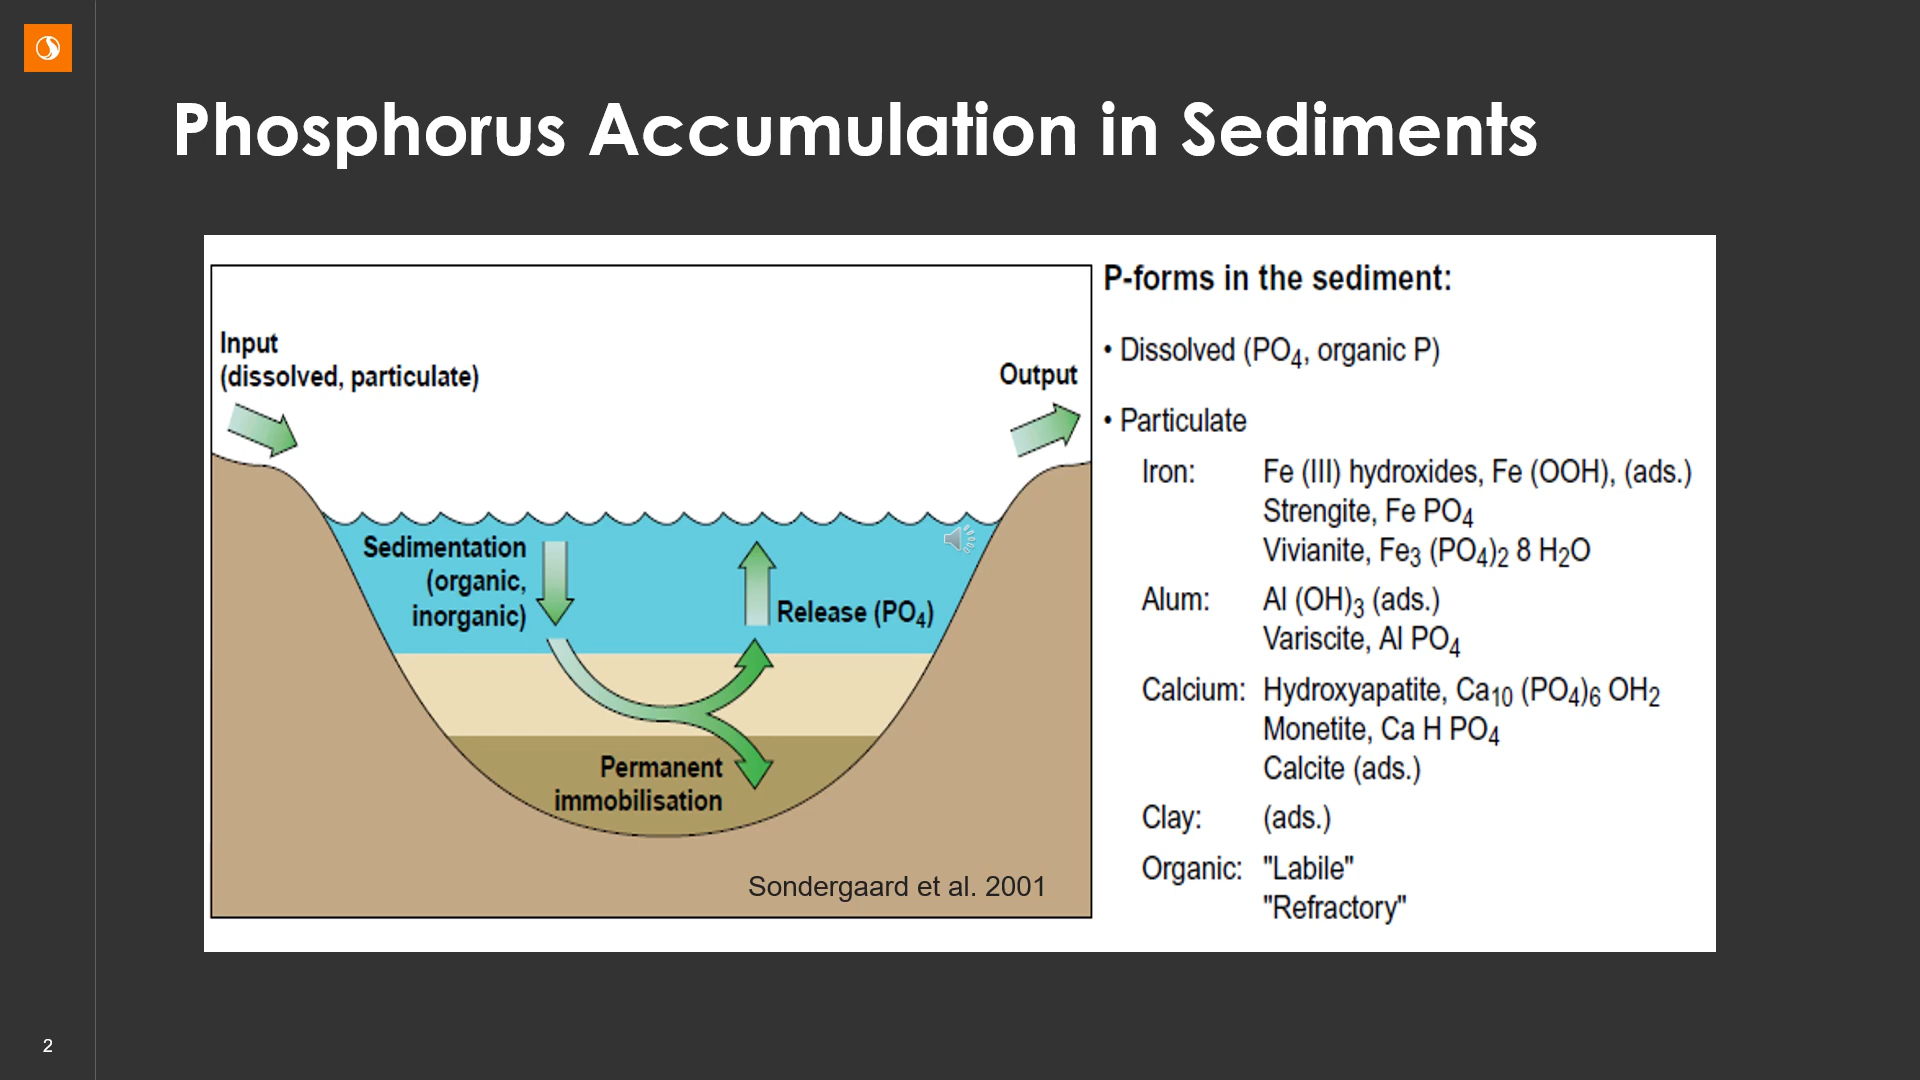 Phosphorus Accumulation in Sediments
Input
(dissolved, particulate)
Output
Sedimentation
(organic,
inorganic)
Release (PO4)
Permanent
immobilisation
Sondergaard et al. 2001
P-forms in the sediment:
• Dissolved (PO4, organic P)
• Particulate
Iron: Fe (III) hydroxides, Fe (OOH), (ads.)
Strengite, Fe PO4
Vivianite, Fe3 (PO4)2 8 H2O
Alum: Al (OH)3 (ads.)
Variscite, Al PO4
Calcium: Hydroxyapatite, Ca10 (PO4)6 OH2
Monetite, Ca H PO4
Calcite (ads.)
Clay: (ads.)
Organic: "Labile"
"Refractory"
2